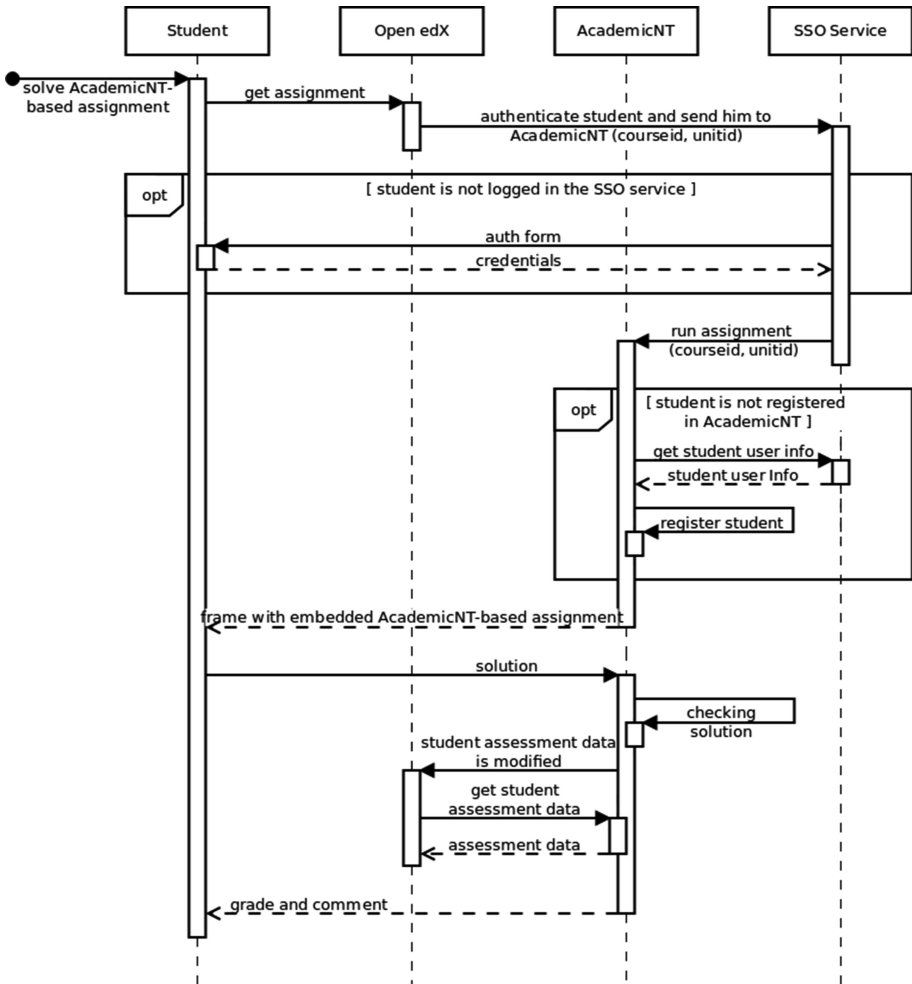 Student
Open edX
AcademicNT
SSO Service
solve AcademicNT-
based assignment
get assignment
authenticate student and send him to
AcademicNT (courseid, unitid)
opt
[ student is not logged in the SSO service ]
auth form
credentials
run assignment
(courseid, unitid)
opt
[ student is not registered
in AcademicNT ]
get student user info
student user Info
register student
frame with embedded AcademicNT-based assignment
solution
checking
solution
student assessment data
is modified
get student
assessment data
assessment data
grade and comment